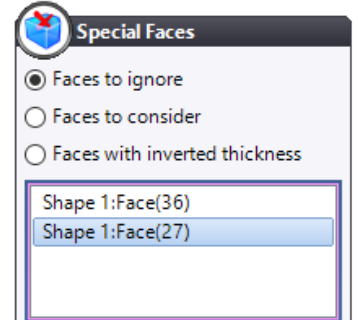 Special Faces
Faces to ignore
Faces to consider
Faces with inverted thickness
Shape 1:Face(36)
Shape 1:Face(27)